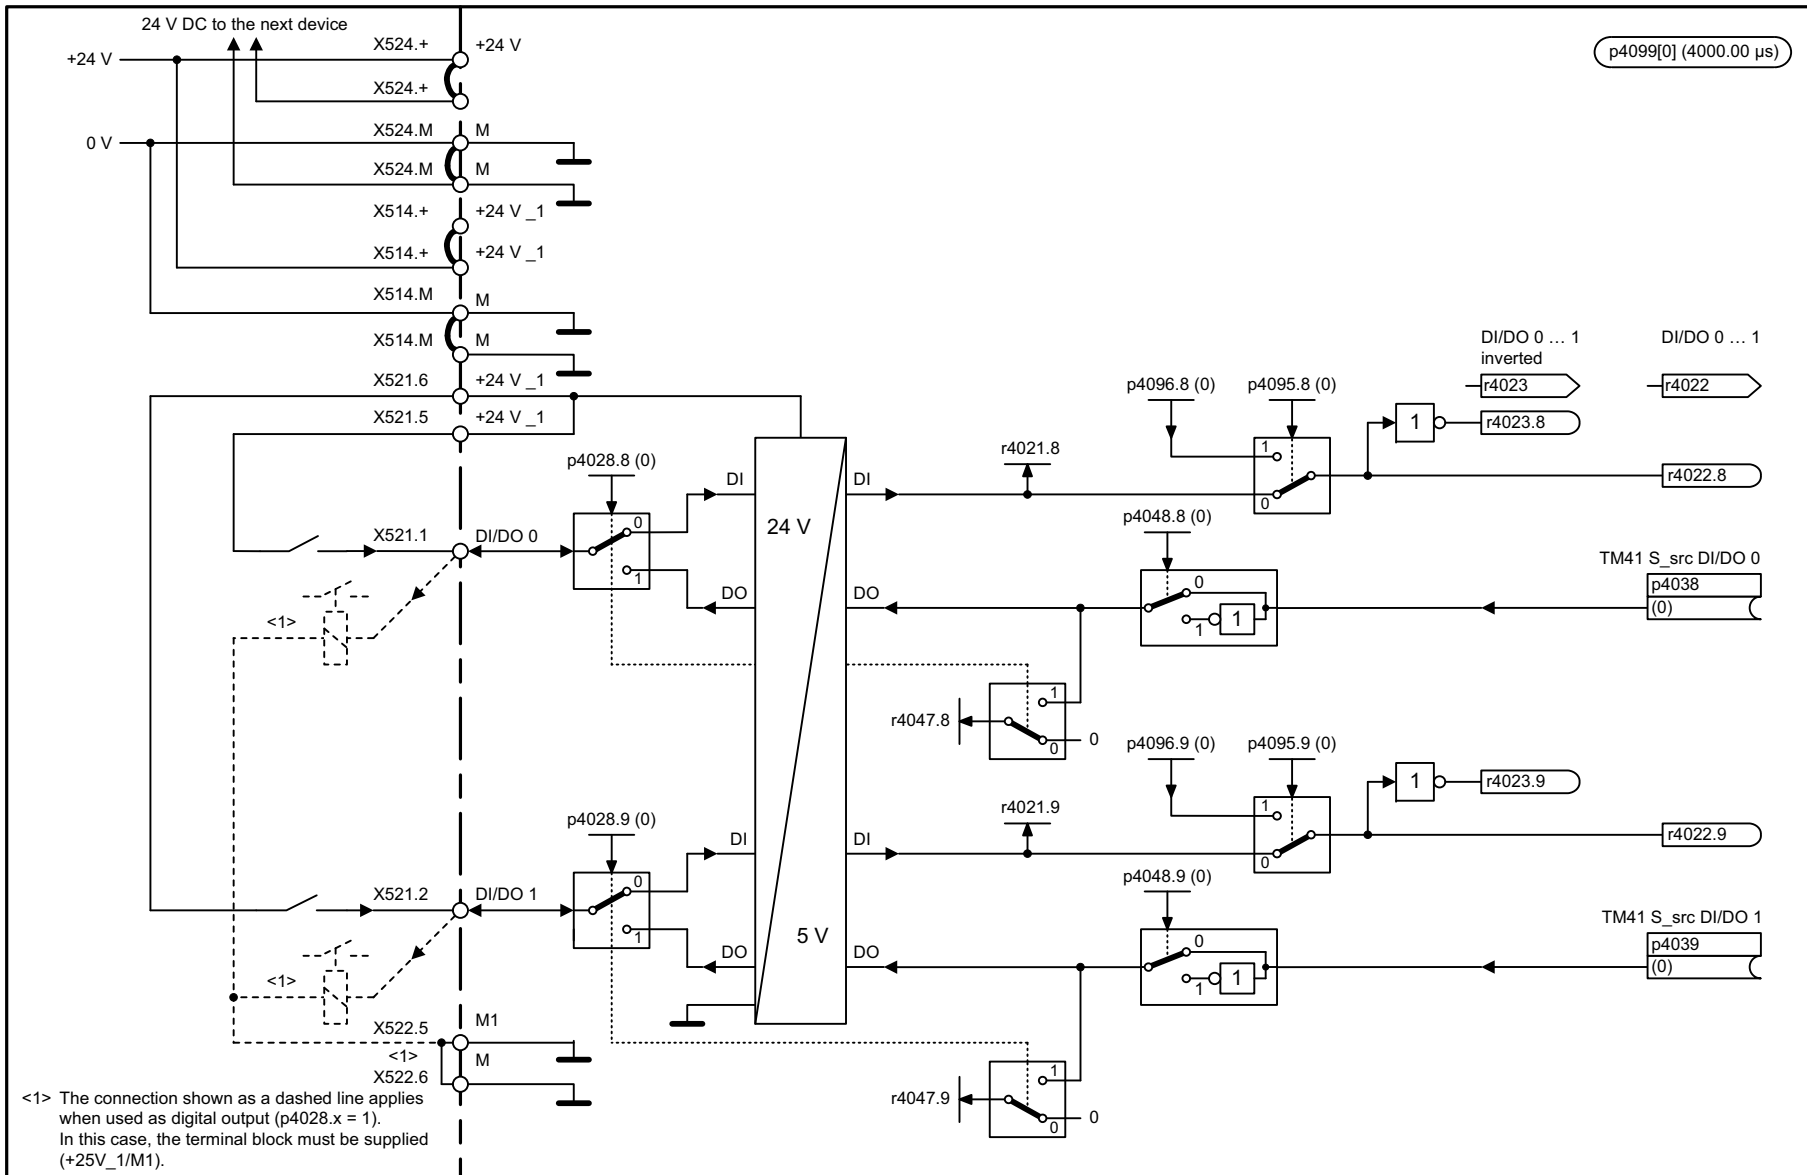 24 V DC to the next device
X524.+
+24 V
+24 V
p4099[0] (4000.00 µs)
X524.+
X524.M
M
0 V
X524.M
M
X514.+
+24 V _1
X514.+
+24 V _1
X514.M
M
X514.M
M
DI/DO 0 … 1
inverted
DI/DO 0 … 1
X521.6
+24 V _1
p4096.8 (0)
p4095.8 (0)
r4023
r4022
X521.5
+24 V _1
1
r4023.8
1
r4021.8
p4028.8 (0)
DI
DI
r4022.8
0
24 V
p4048.8 (0)
X521.1
DI/DO 0
0
1
TM41 S_src DI/DO 0
0
p4038
DO
DO
(0)
<1>
1
1
1
r4047.8
0
0
p4096.9 (0)
p4095.9 (0)
1
r4023.9
1
r4021.9
p4028.9 (0)
DI
DI
r4022.9
0
p4048.9 (0)
X521.2
DI/DO 1
0
1
TM41 S_src DI/DO 1
5 V
0
p4039
DO
DO
(0)
<1>
1
1
X522.5
M1
<1>
M
X522.6
1
r4047.9
0
0
<1> The connection shown as a dashed line applies
when used as digital output (p4028.x = 1).
In this case, the terminal block must be supplied
(+25V_1/M1).